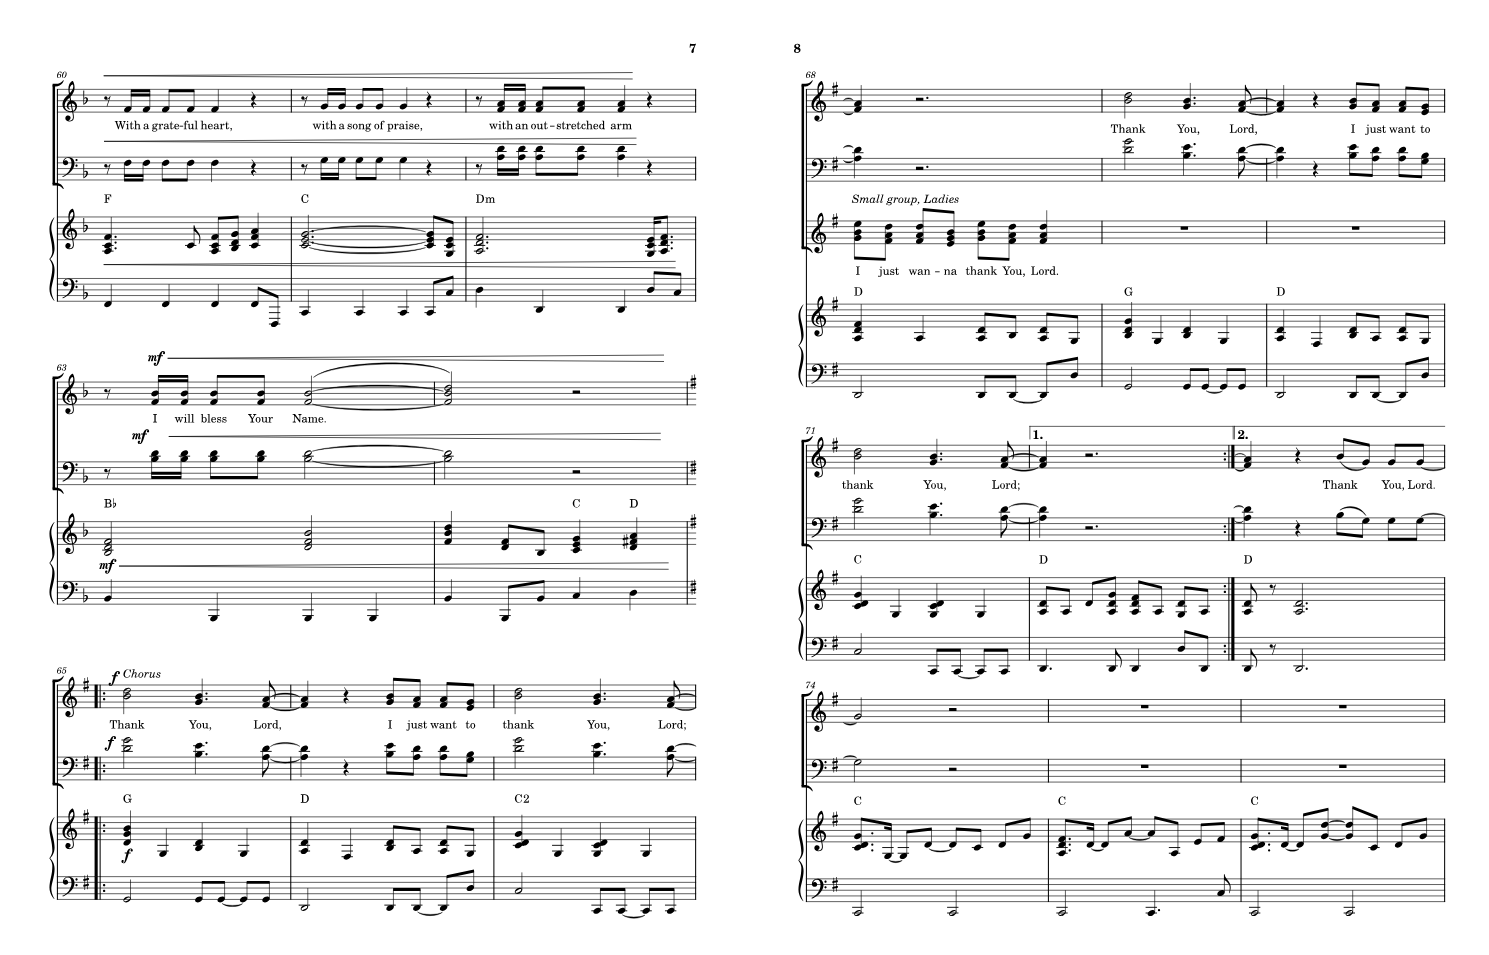 7
60
With a grate-ful heart, with a song of praise, with an out-stretched arm
F C Dm
63
mf
I will bless Your Name.
mf
B♭ C D
mf
65
f Chorus
Thank You, Lord, I just want to thank You, Lord;
f
G D C2
f
8
68
Thank You, Lord, I just want to
Small group, Ladies
I just wan-na thank You, Lord.
D G D
71 1. 2.
thank You, Lord; Thank You, Lord.
C D D
74
C C C